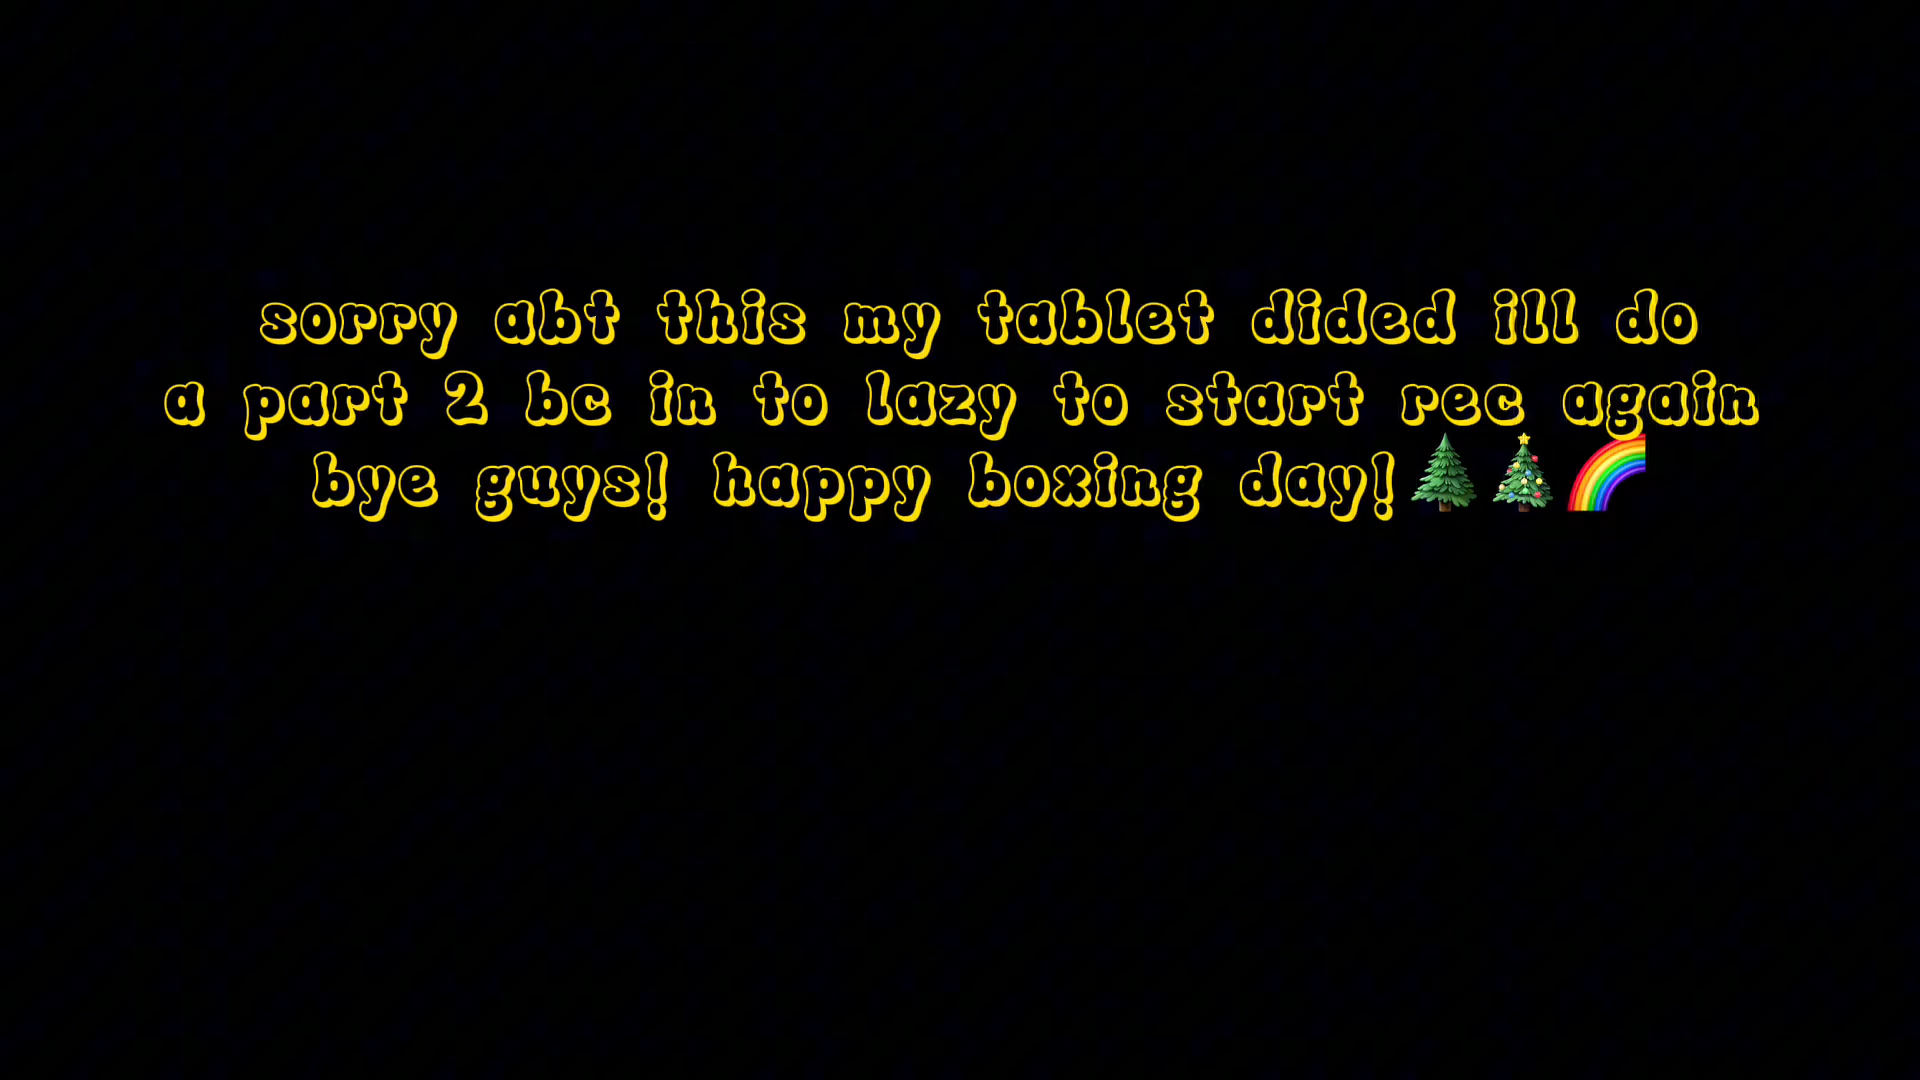 sorry abt this my tablet dided ill do
a part 2 bc in to lazy to start rec again
bye guys! happy boxing day!🌲🎄🌈